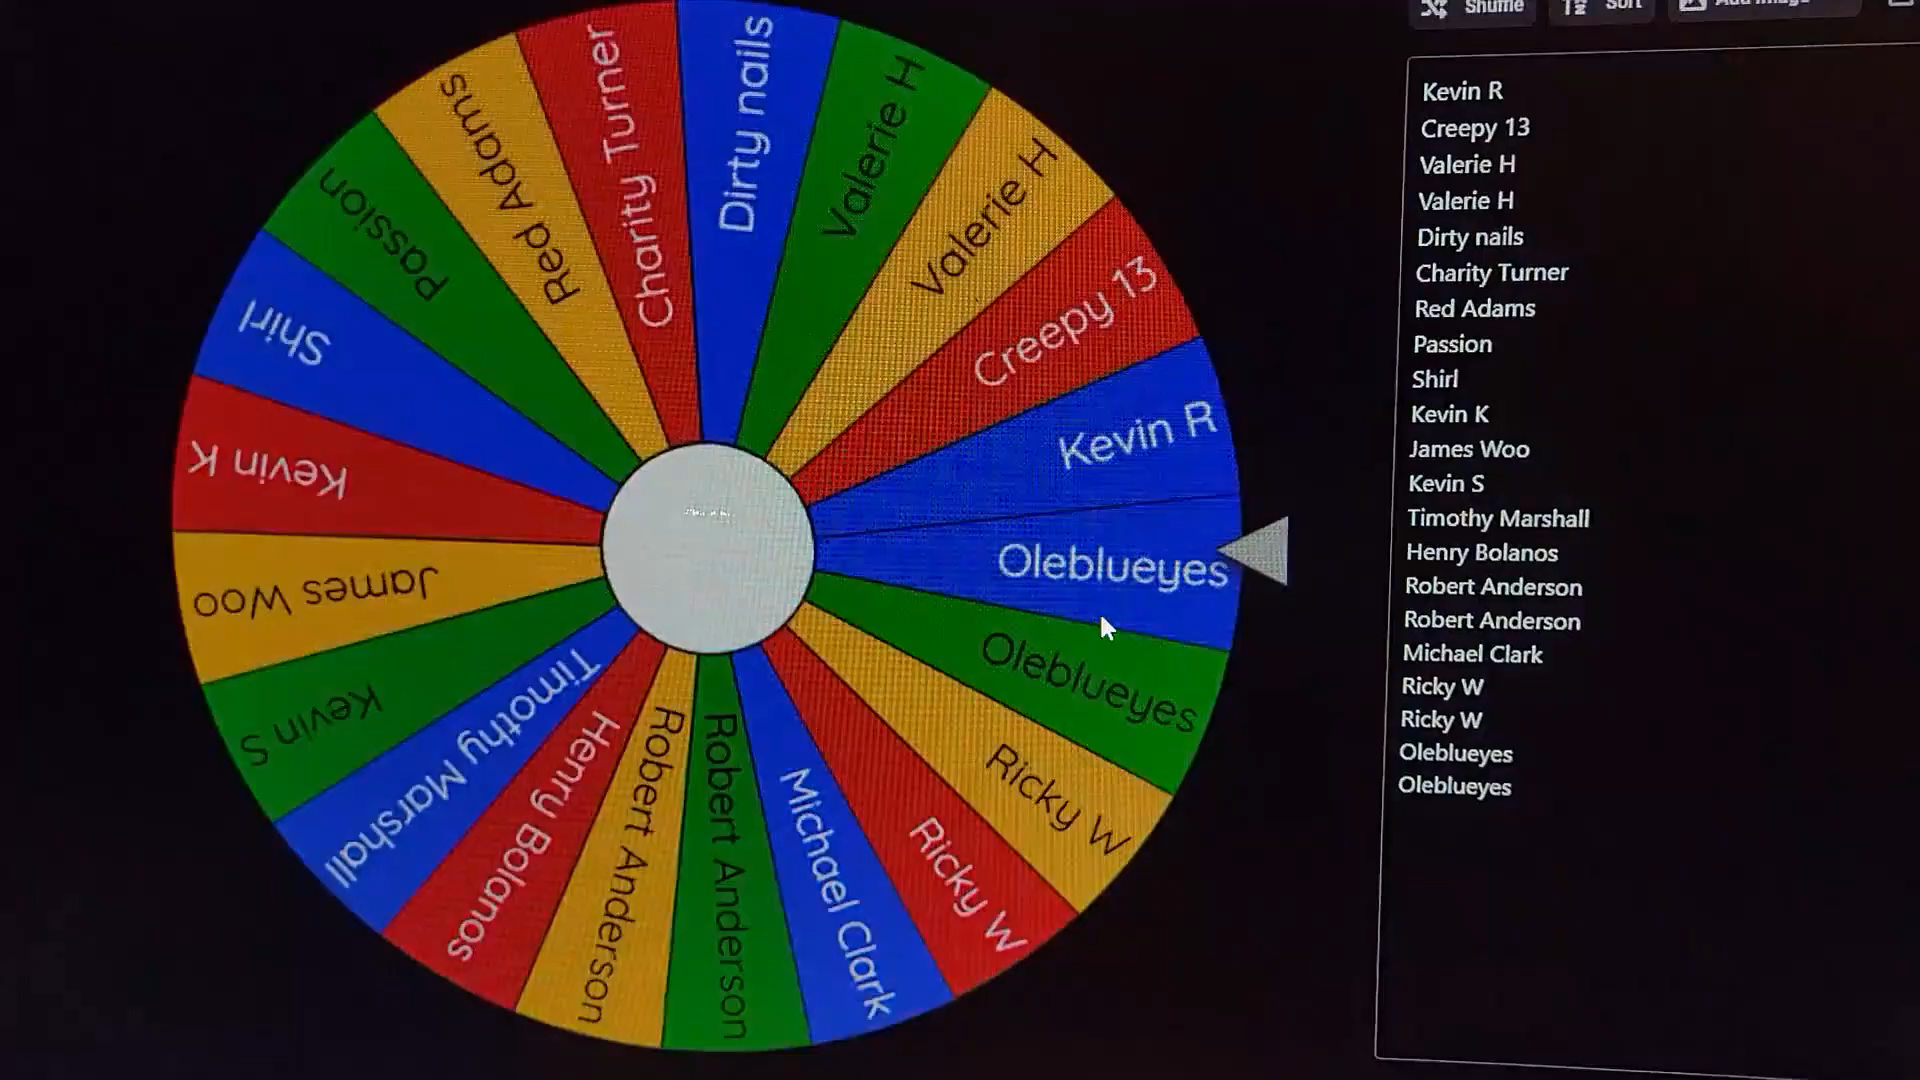 Shuffle
Sort
Add image
Kevin R
Creepy 13
Valerie H
Valerie H
Dirty nails
Charity Turner
Red Adams
Passion
Shirl
Kevin K
James Woo
Kevin S
Timothy Marshall
Henry Bolanos
Robert Anderson
Robert Anderson
Michael Clark
Ricky W
Ricky W
Oleblueyes
Oleblueyes
Kevin R
Creepy 13
Valerie H
Valerie H
Dirty nails
Charity Turner
Red Adams
Passion
Shirl
Kevin K
James Woo
Kevin S
Timothy Marshall
Henry Bolanos
Robert Anderson
Robert Anderson
Michael Clark
Ricky W
Ricky W
Oleblueyes
Oleblueyes